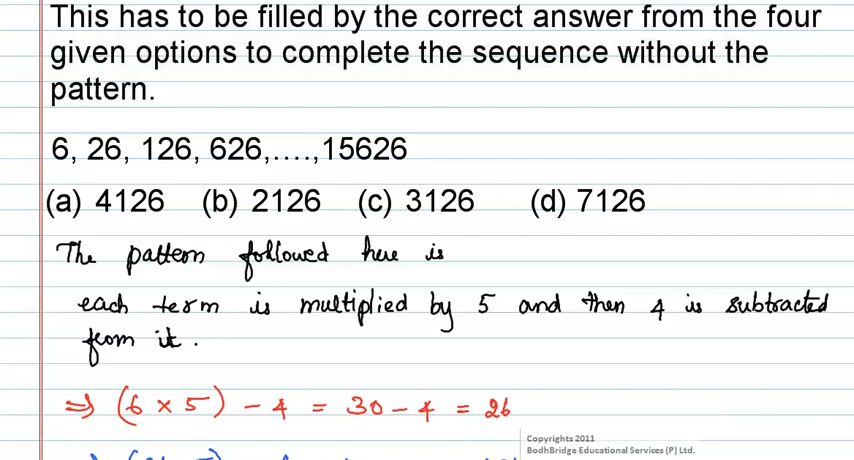 This has to be filled by the correct answer from the four
given options to complete the sequence without the
pattern.
6, 26, 126, 626,....,15626
(a) 4126 (b) 2126 (c) 3126 (d) 7126
The pattern followed here is
each term is multiplied by 5 and then 4 is subtracted
from it.
⇒ (6 × 5) - 4 = 30 - 4 = 26
Copyrights 2011
BodhBridge Educational Services (P) Ltd.